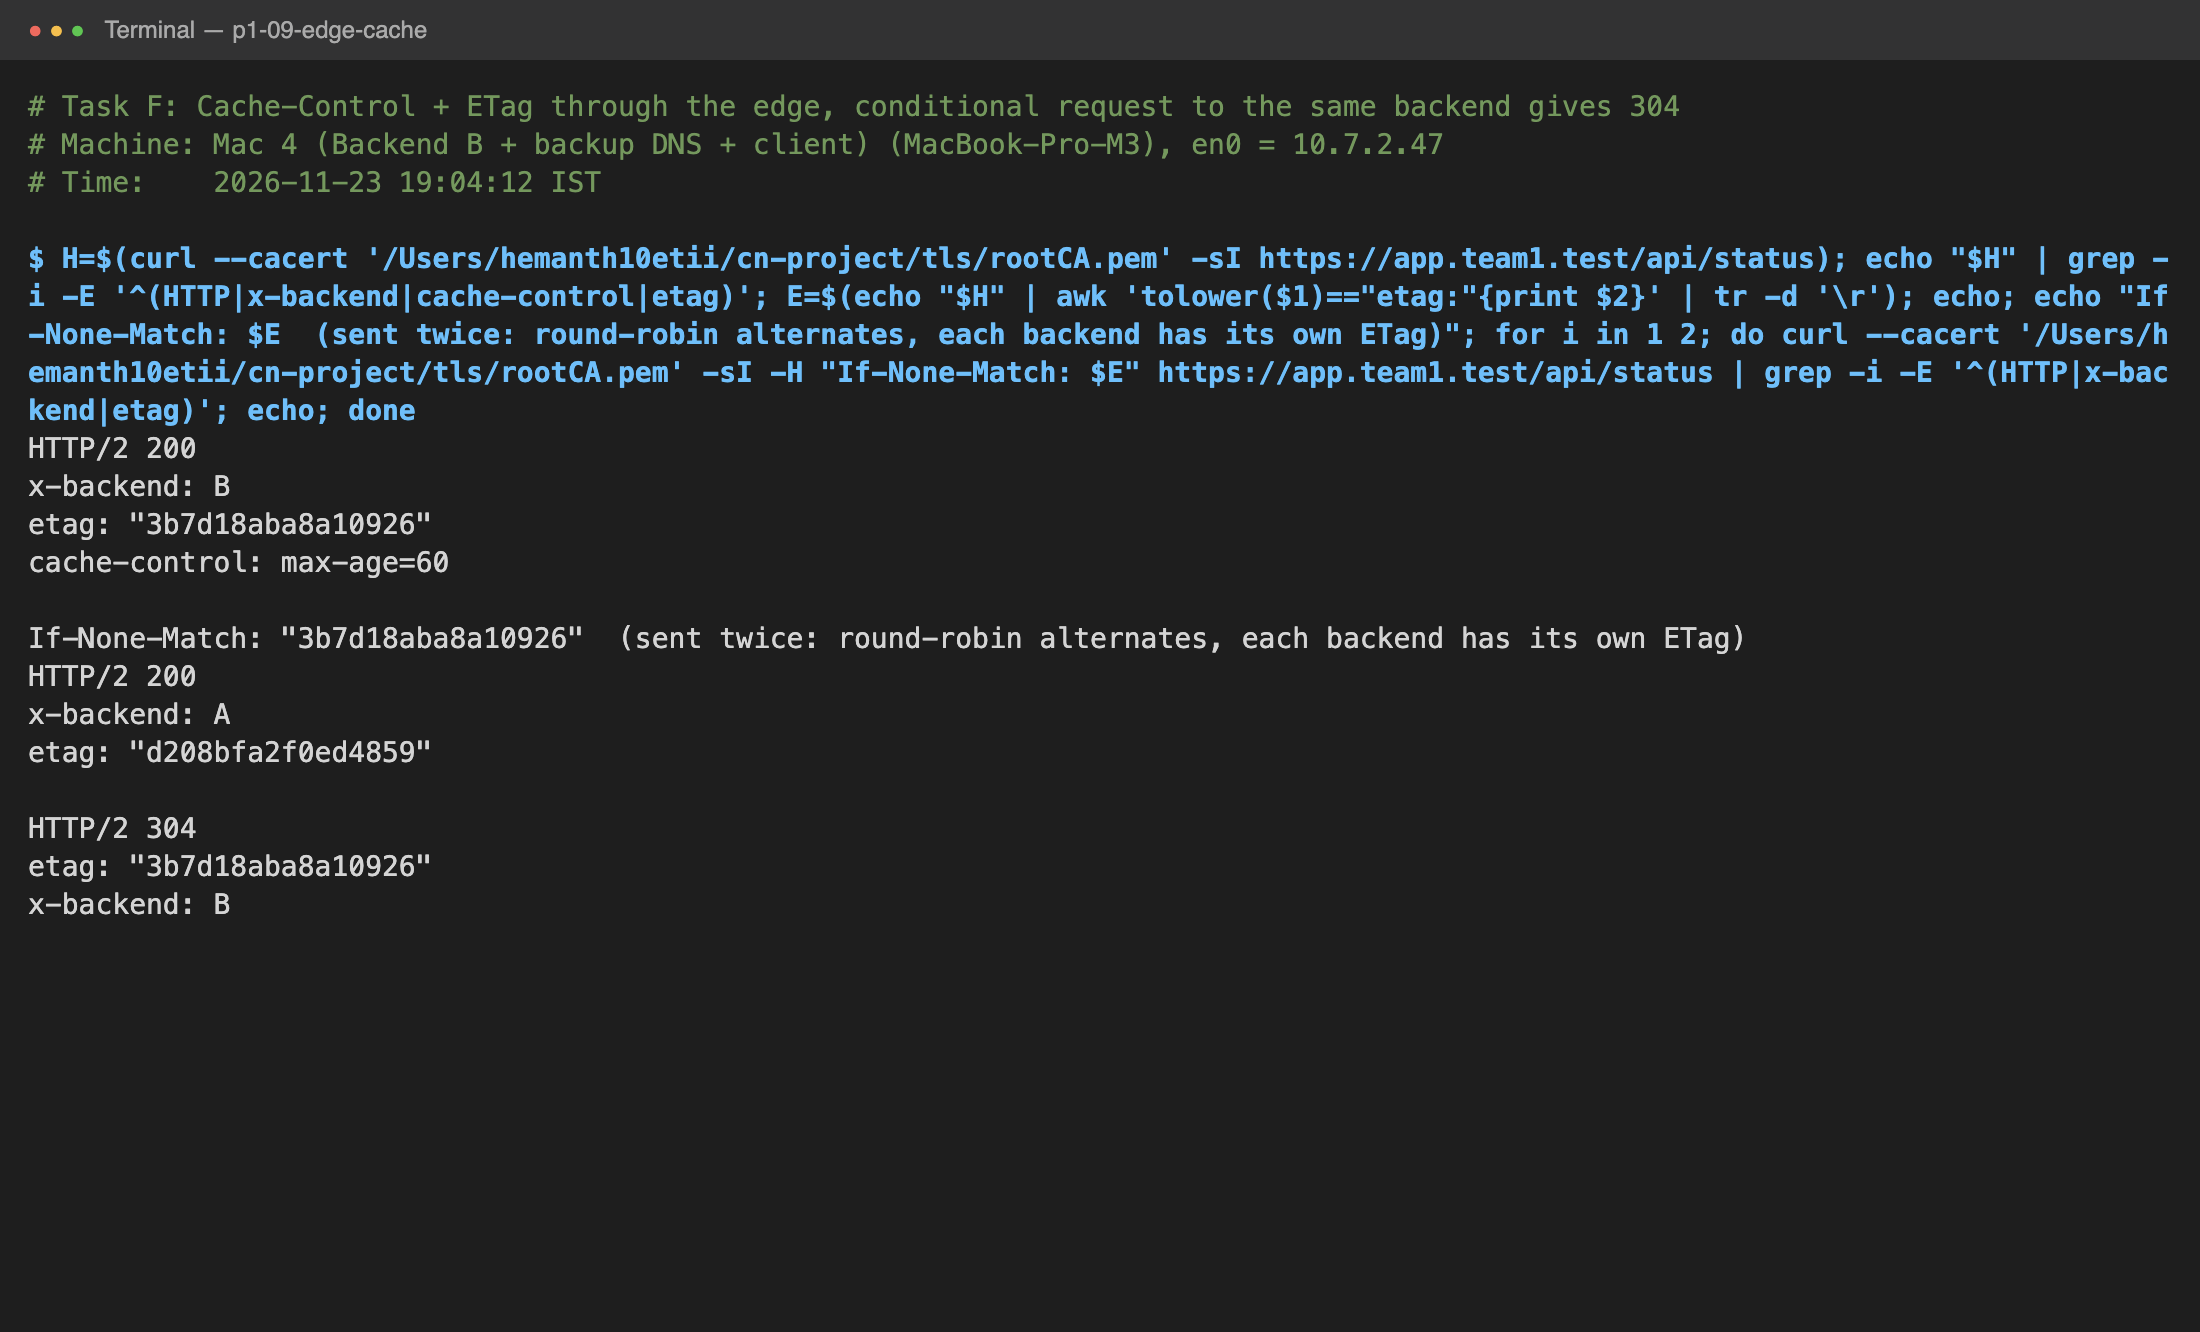 Terminal — p1-09-edge-cache
# Task F: Cache-Control + ETag through the edge, conditional request to the same backend gives 304
# Machine: Mac 4 (Backend B + backup DNS + client) (MacBook-Pro-M3), en0 = 10.7.2.47
# Time:    2026-11-23 19:04:12 IST
$ H=$(curl --cacert '/Users/hemanth10etii/cn-project/tls/rootCA.pem' -sI https://app.team1.test/api/status); echo "$H" | grep -
i -E '^(HTTP|x-backend|cache-control|etag)'; E=$(echo "$H" | awk 'tolower($1)=="etag:"{print $2}' | tr -d '\r'); echo; echo "If
-None-Match: $E  (sent twice: round-robin alternates, each backend has its own ETag)"; for i in 1 2; do curl --cacert '/Users/h
emanth10etii/cn-project/tls/rootCA.pem' -sI -H "If-None-Match: $E" https://app.team1.test/api/status | grep -i -E '^(HTTP|x-bac
kend|etag)'; echo; done
HTTP/2 200
x-backend: B
etag: "3b7d18aba8a10926"
cache-control: max-age=60
If-None-Match: "3b7d18aba8a10926"  (sent twice: round-robin alternates, each backend has its own ETag)
HTTP/2 200
x-backend: A
etag: "d208bfa2f0ed4859"
HTTP/2 304
etag: "3b7d18aba8a10926"
x-backend: B